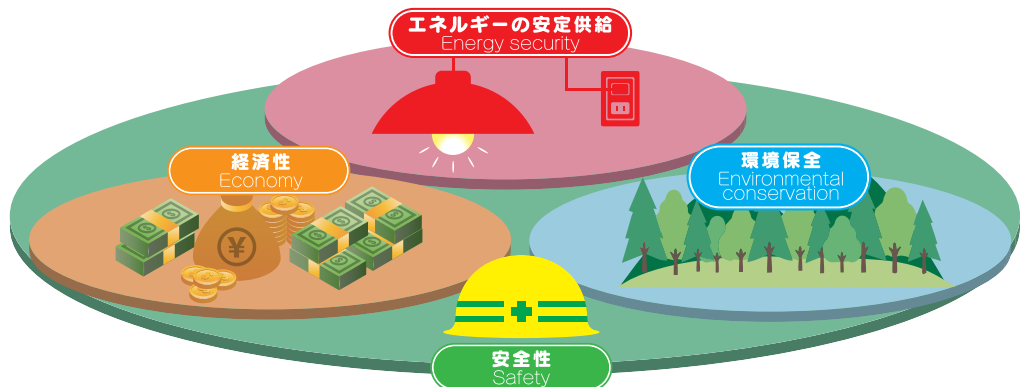 エネルギーの安定供給
Energy security
経済性
Economy
環境保全
Environmental
conservation
¥
安全性
Safety